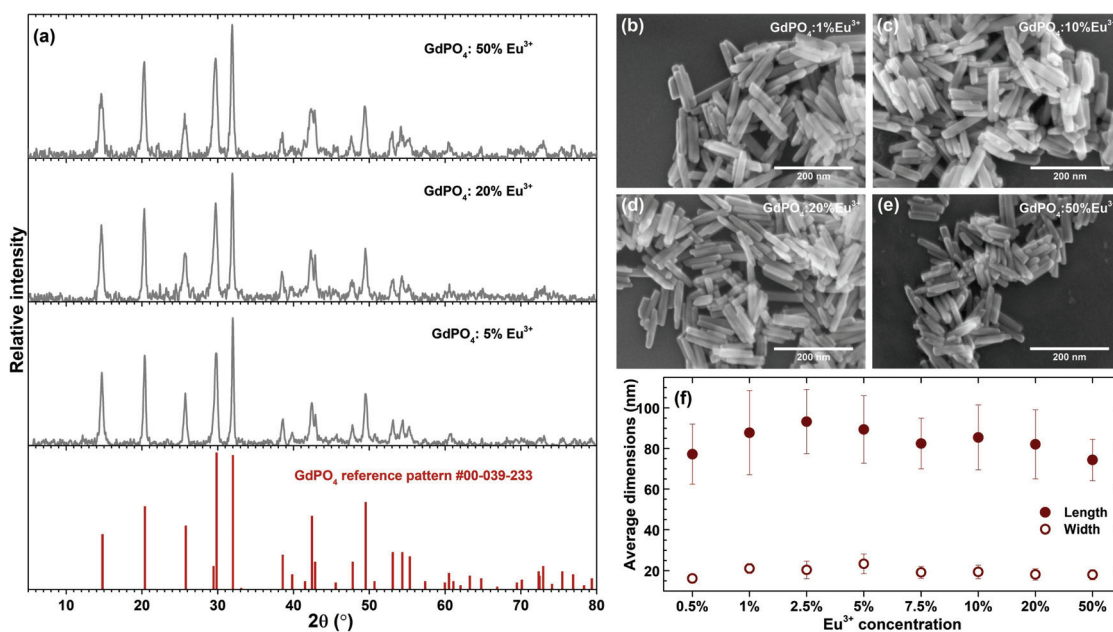 (a)
GdPO₄: 50% Eu³⁺
GdPO₄: 20% Eu³⁺
GdPO₄: 5% Eu³⁺
GdPO₄ reference pattern #00-039-233
Relative intensity
10 20 30 40 50 60 70 80
2θ (°)
(b) GdPO₄:1%Eu³⁺
200 nm
(c) GdPO₄:10%Eu³⁺
200 nm
(d) GdPO₄:20%Eu³⁺
200 nm
(e) GdPO₄:50%Eu³⁺
200 nm
(f)
Average dimensions (nm)
100
80
60
40
20
Length
Width
0.5% 1% 2.5% 5% 7.5% 10% 20% 50%
Eu³⁺ concentration